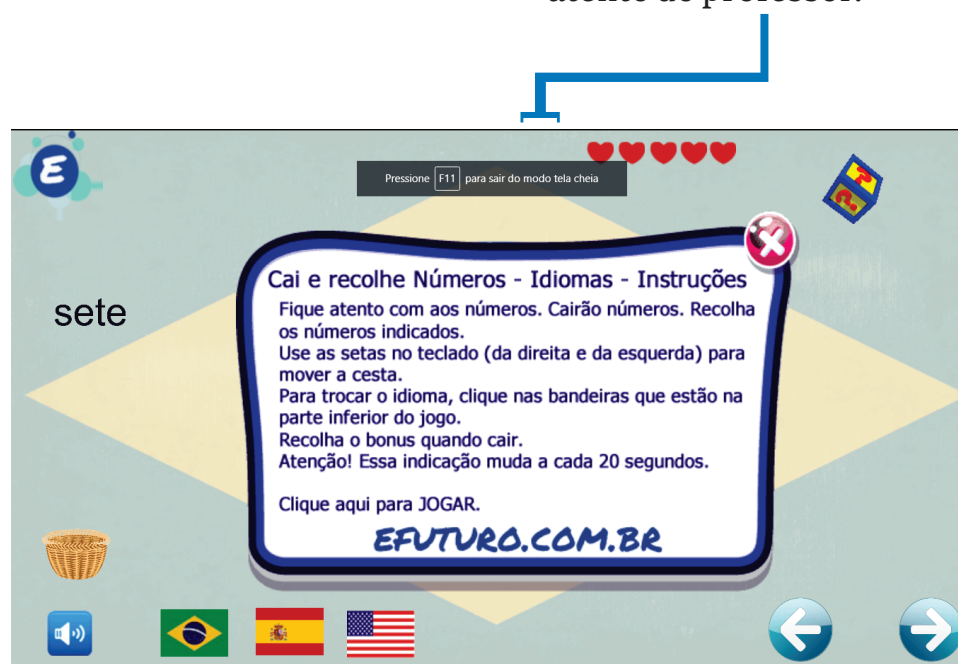 Pressione F11 para sair do modo tela cheia
E
Cai e recolhe Números - Idiomas - Instruções
Fique atento com aos números. Cairão números. Recolha
os números indicados.
Use as setas no teclado (da direita e da esquerda) para
mover a cesta.
Para trocar o idioma, clique nas bandeiras que estão na
parte inferior do jogo.
Recolha o bonus quando cair.
Atenção! Essa indicação muda a cada 20 segundos.
Clique aqui para JOGAR.
EFUTURO.COM.BR
sete
? ?